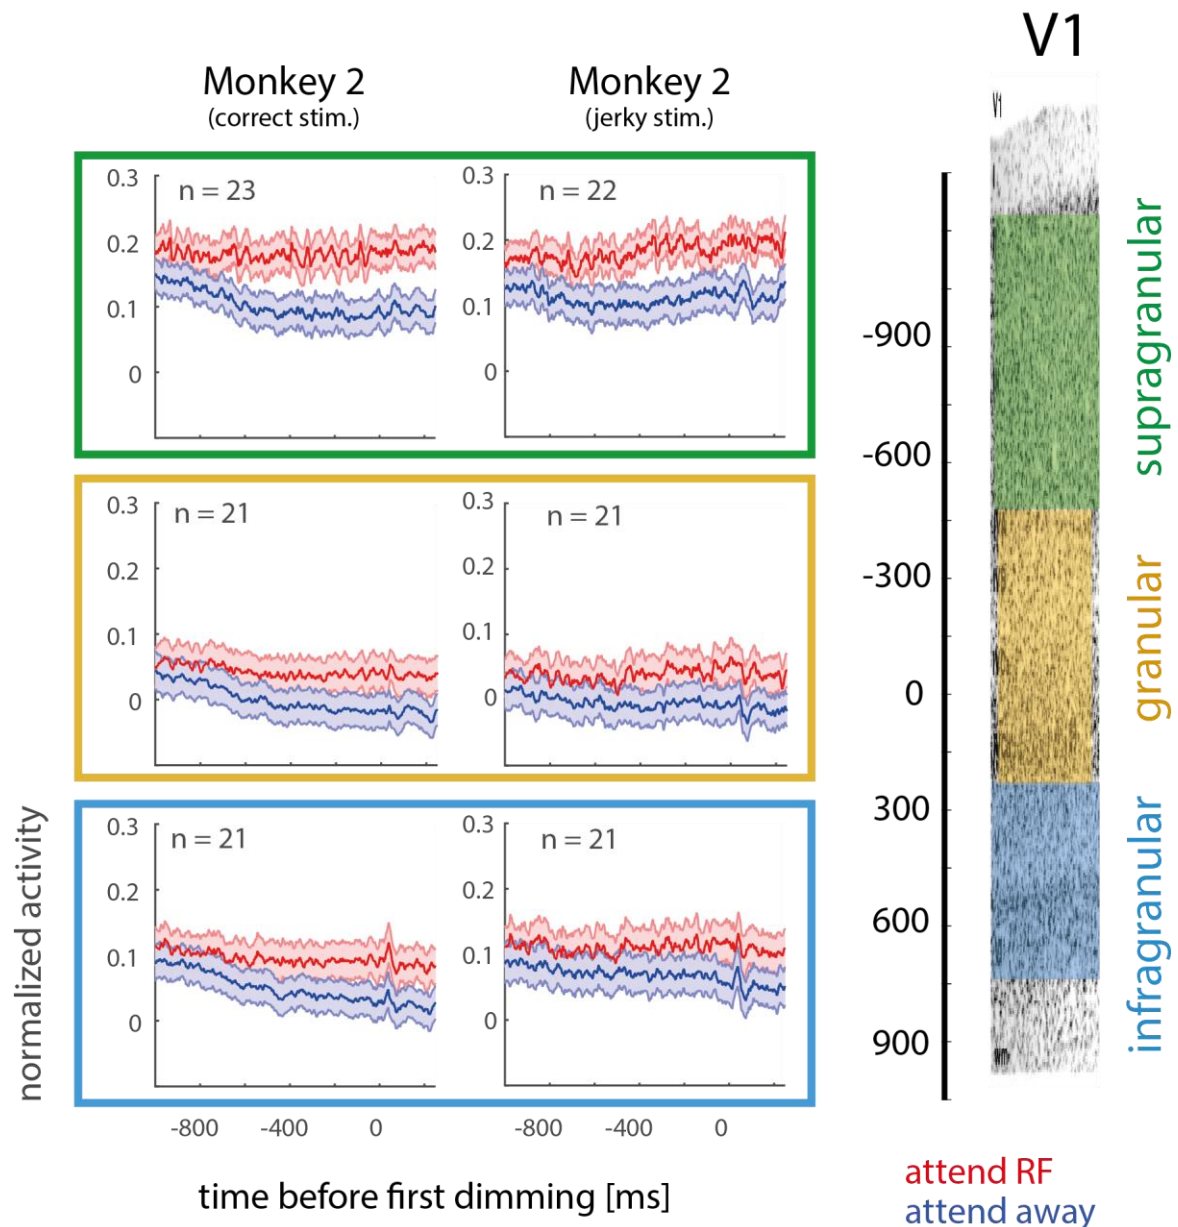 V1
Monkey 2
(correct stim.)
Monkey 2
(jerky stim.)
V1
0.3
0.2
0.1
0
n = 23
0.3
0.2
0.1
0
n = 22
0.3
0.2
0.1
0
n = 21
0.3
0.2
0.1
0
n = 21
0.3
0.2
0.1
0
n = 21
0.3
0.2
0.1
0
n = 21
normalized activity
-800 -400 0
-800 -400 0
time before first dimming [ms]
-900
-600
-300
0
300
600
900
supragranular
granular
infragranular
attend RF
attend away